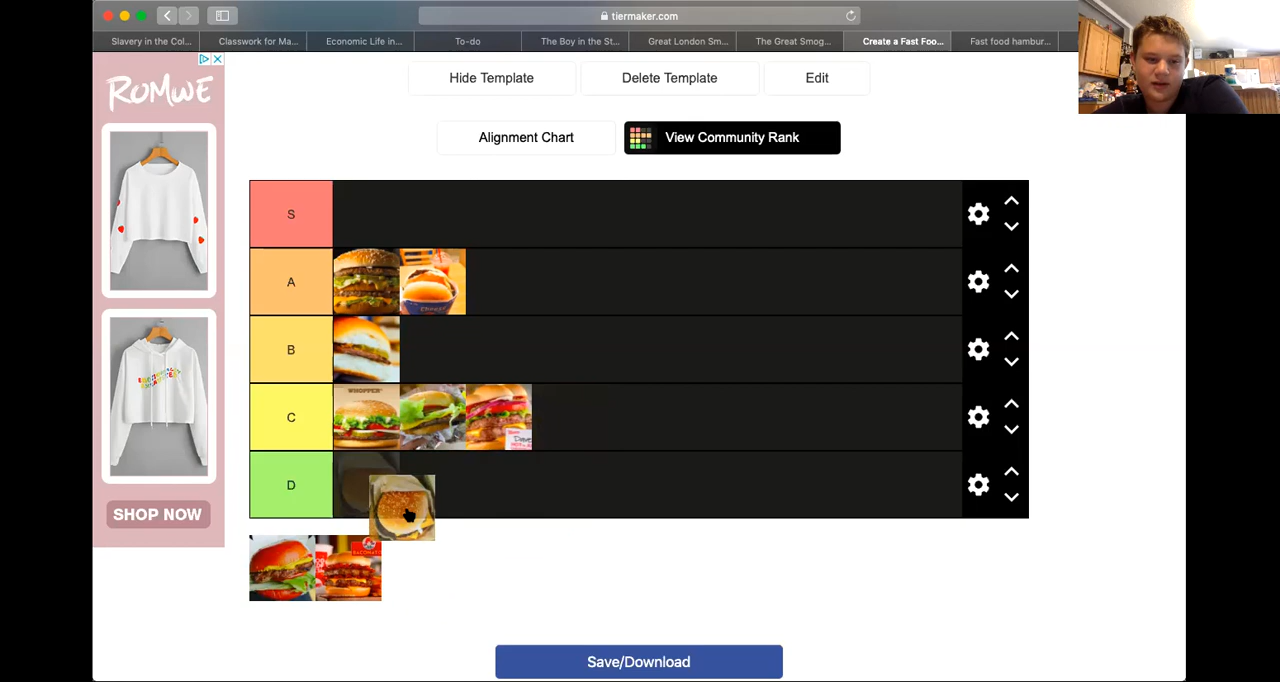 tiermaker.com
Slavery in the Col...
Classwork for Ma...
Economic Life in...
To-do
The Boy in the St...
Great London Sm...
The Great Smog...
Create a Fast Foo...
Fast food hambur...
ROMWE
Hide Template
Delete Template
Edit
Alignment Chart
View Community Rank
S
A
B
C
WHOPPER
Dave
D
BACONATOR
SHOP NOW
Save/Download